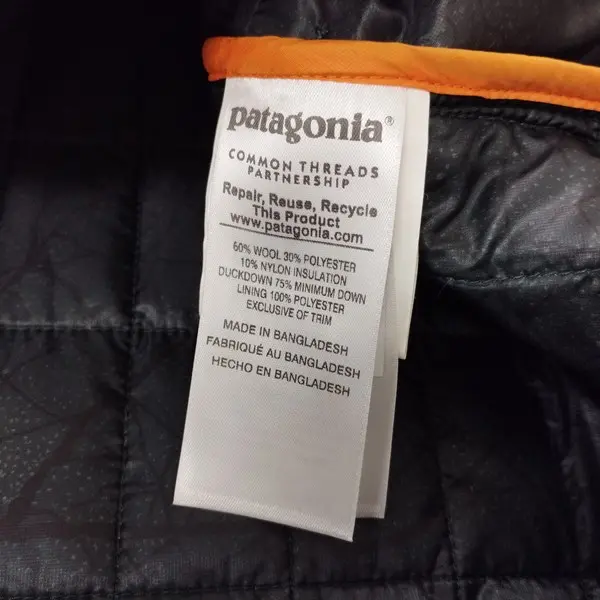 patagonia®
COMMON THREADS
PARTNERSHIP
Repair, Reuse, Recycle
This Product
www.patagonia.com
60% WOOL 30% POLYESTER
10% NYLON INSULATION
DUCKDOWN 75% MINIMUM DOWN
LINING 100% POLYESTER
EXCLUSIVE OF TRIM
MADE IN BANGLADESH
FABRIQUÉ AU BANGLADESH
HECHO EN BANGLADESH